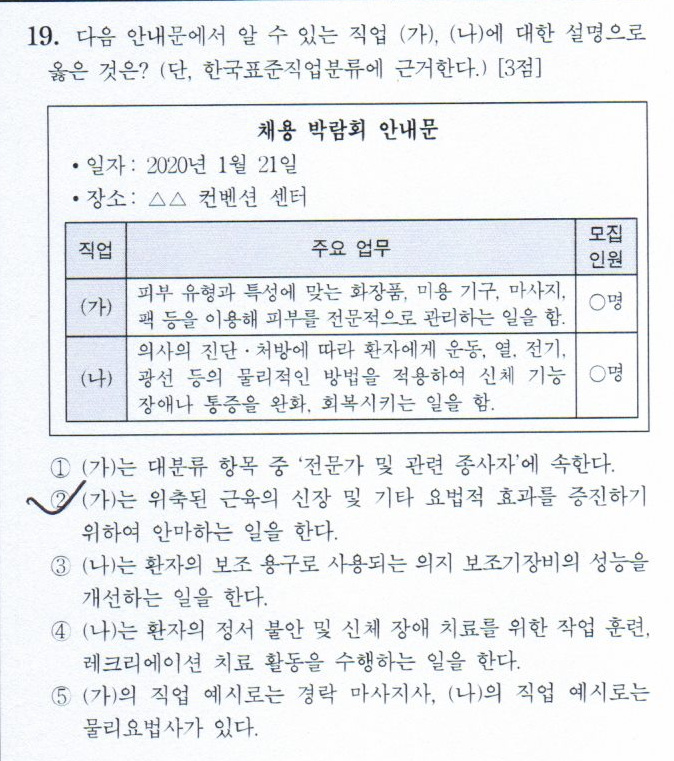 19. 다음 안내문에서 알 수 있는 직업 (가), (나)에 대한 설명으로
옳은 것은? (단, 한국표준직업분류에 근거한다.) [3점]
채용 박람회 안내문
• 일자: 2020년 1월 21일
• 장소: △△ 컨벤션 센터
직업 주요 업무 모집
인원
(가) 피부 유형과 특성에 맞는 화장품, 미용 기구, 마사지, ○명
팩 등을 이용해 피부를 전문적으로 관리하는 일을 함.
(나) 의사의 진단·처방에 따라 환자에게 운동, 열, 전기, ○명
광선 등의 물리적인 방법을 적용하여 신체 기능
장애나 통증을 완화, 회복시키는 일을 함.
① (가)는 대분류 항목 중 '전문가 및 관련 종사자'에 속한다.
② (가)는 위축된 근육의 신장 및 기타 요법적 효과를 증진하기
위하여 안마하는 일을 한다.
③ (나)는 환자의 보조 용구로 사용되는 의지 보조기장비의 성능을
개선하는 일을 한다.
④ (나)는 환자의 정서 불안 및 신체 장애 치료를 위한 작업 훈련,
레크리에이션 치료 활동을 수행하는 일을 한다.
⑤ (가)의 직업 예시로는 경락 마사지사, (나)의 직업 예시로는
물리요법사가 있다.